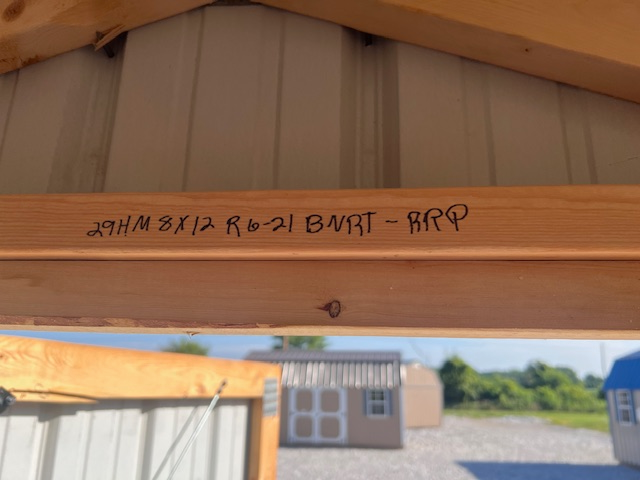 29HM 8X12 R6-21 BNRT - RRP